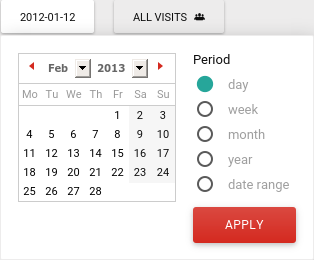 2012-01-12 ALL VISITS
Period
Feb 2013
Mo Tu We Th Fr Sa Su
1 2 3
4 5 6 7 8 9 10
11 12 13 14 15 16 17
18 19 20 21 22 23 24
25 26 27 28
day
week
month
year
date range
APPLY